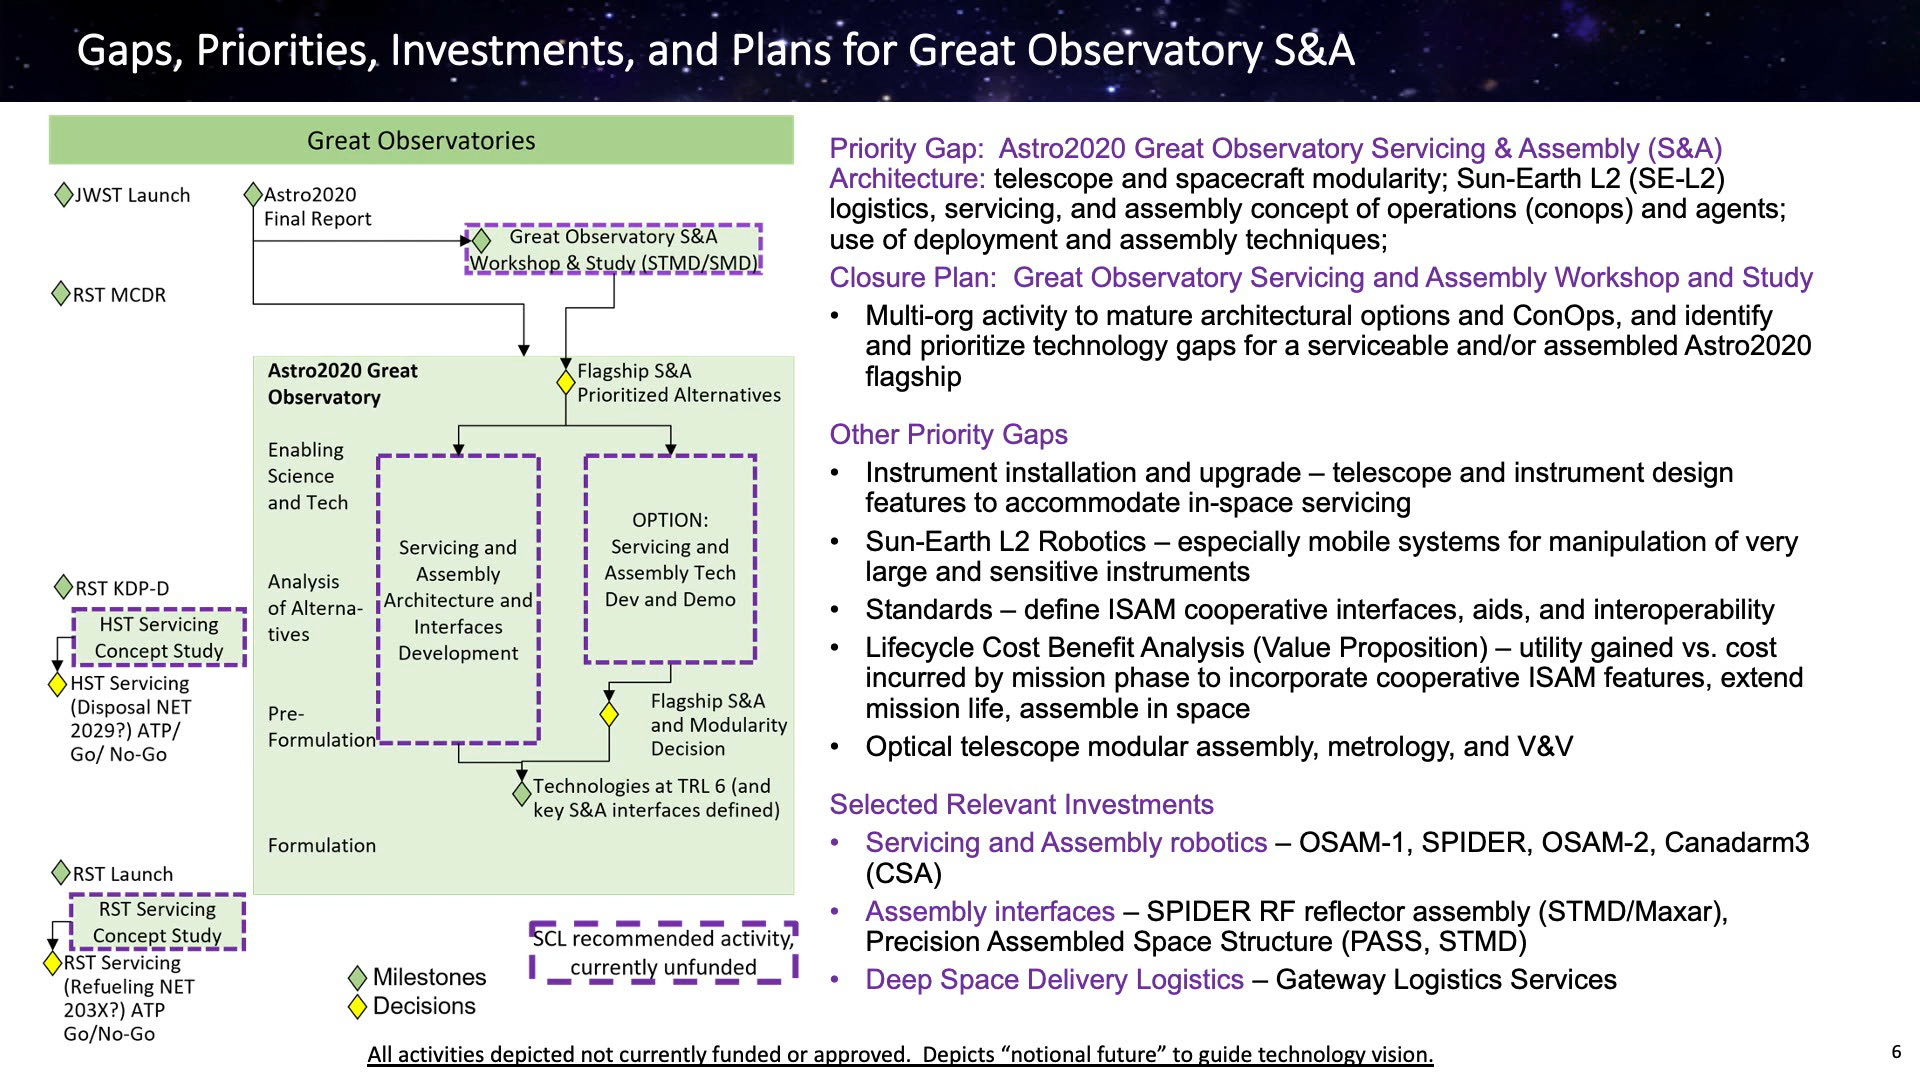 Gaps, Priorities, Investments, and Plans for Great Observatory S&A
Great Observatories
JWST Launch
Astro2020
Final Report
Great Observatory S&A
Workshop & Study (STMD/SMD)
RST MCDR
Astro2020 Great
Observatory
Flagship S&A
Prioritized Alternatives
Enabling
Science
and Tech
Analysis
of Alterna-
tives
Pre-
Formulation
Formulation
Servicing and
Assembly
Architecture and
Interfaces
Development
OPTION:
Servicing and
Assembly Tech
Dev and Demo
Flagship S&A
and Modularity
Decision
Technologies at TRL 6 (and
key S&A interfaces defined)
RST KDP-D
HST Servicing
Concept Study
HST Servicing
(Disposal NET
2029?) ATP/
Go/ No-Go
RST Launch
RST Servicing
Concept Study
RST Servicing
(Refueling NET
203X?) ATP
Go/No-Go
Milestones
Decisions
SCL recommended activity,
currently unfunded
Priority Gap:  Astro2020 Great Observatory Servicing & Assembly (S&A)
Architecture: telescope and spacecraft modularity; Sun-Earth L2 (SE-L2)
logistics, servicing, and assembly concept of operations (conops) and agents;
use of deployment and assembly techniques;
Closure Plan:  Great Observatory Servicing and Assembly Workshop and Study
• Multi-org activity to mature architectural options and ConOps, and identify
and prioritize technology gaps for a serviceable and/or assembled Astro2020
flagship
Other Priority Gaps
• Instrument installation and upgrade – telescope and instrument design
features to accommodate in-space servicing
• Sun-Earth L2 Robotics – especially mobile systems for manipulation of very
large and sensitive instruments
• Standards – define ISAM cooperative interfaces, aids, and interoperability
• Lifecycle Cost Benefit Analysis (Value Proposition) – utility gained vs. cost
incurred by mission phase to incorporate cooperative ISAM features, extend
mission life, assemble in space
• Optical telescope modular assembly, metrology, and V&V
Selected Relevant Investments
• Servicing and Assembly robotics – OSAM-1, SPIDER, OSAM-2, Canadarm3
(CSA)
• Assembly interfaces – SPIDER RF reflector assembly (STMD/Maxar),
Precision Assembled Space Structure (PASS, STMD)
• Deep Space Delivery Logistics – Gateway Logistics Services
All activities depicted not currently funded or approved.  Depicts “notional future” to guide technology vision.
6